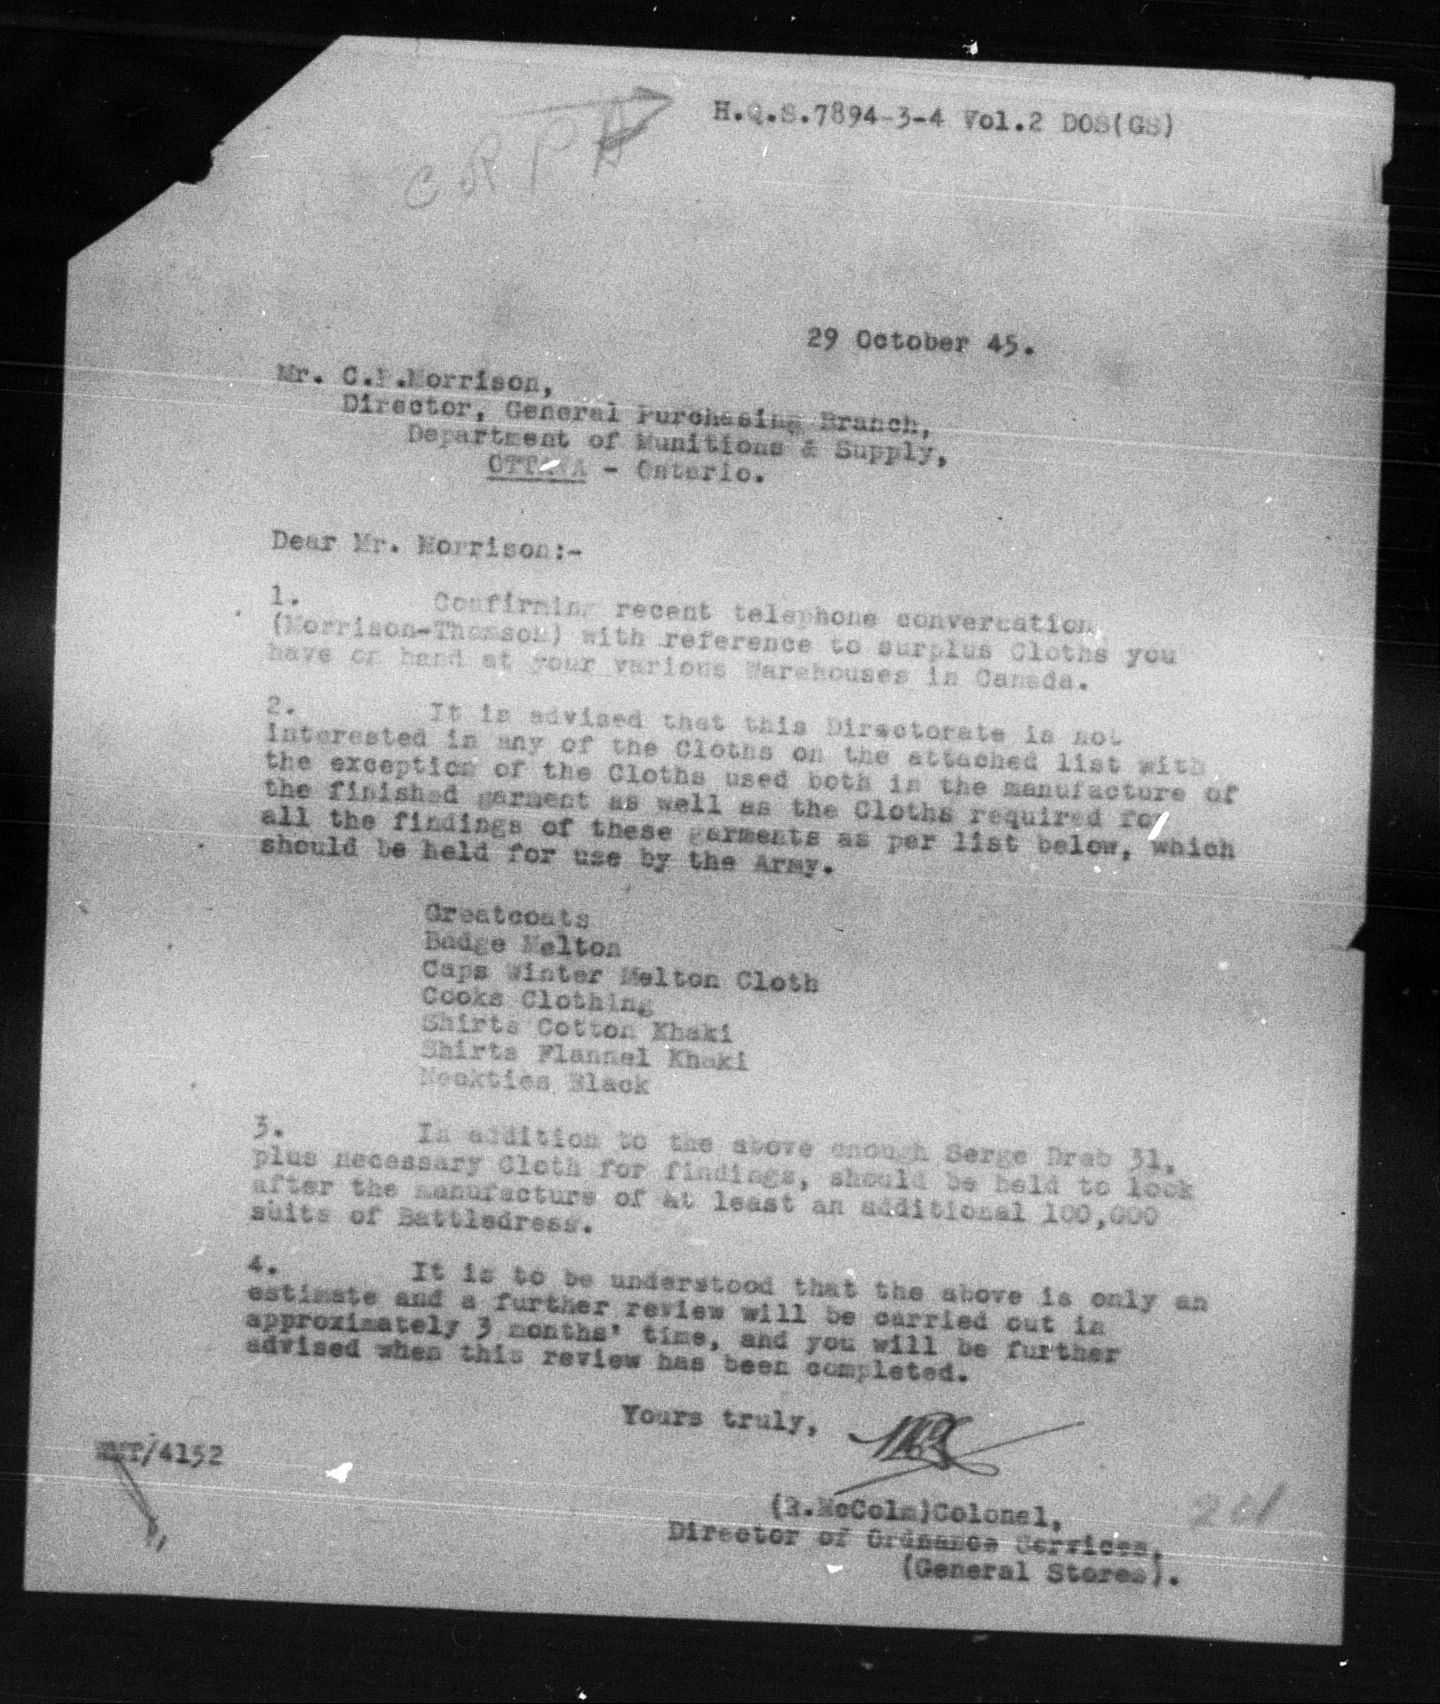 H.Q.S.7894-3-4 Vol.2 DOS(GS)
CRPA
29 October 45.
Mr. C.P.Morrison,
Director, General Purchasing Branch,
Department of Munitions & Supply,
OTTAWA - Ontario.
Dear Mr. Morrison:-
1. Confirming recent telephone conversation
(Morrison-Thomson) with reference to surplus Cloths you
have on hand at your various Warehouses in Canada.
2. It is advised that this Directorate is not
interested in any of the Cloths on the attached list with
the exception of the Cloths used both in the manufacture of
the finished garment as well as the Cloths required for
all the findings of these garments as per list below, which
should be held for use by the Army.
Greatcoats
Badge Melton
Caps Winter Melton Cloth
Cooks Clothing
Shirts Cotton Khaki
Shirts Flannel Khaki
Neckties Black
3. In addition to the above enough Serge Drab 31,
plus necessary Cloth for findings, should be held to look
after the manufacture of at least an additional 100,000
suits of Battledress.
4. It is to be understood that the above is only an
estimate and a further review will be carried out in
approximately 3 months' time, and you will be further
advised when this review has been completed.
Yours truly,
/4152
(R.McColm)Colonel,
Director of Ordnance Services,
(General Stores).